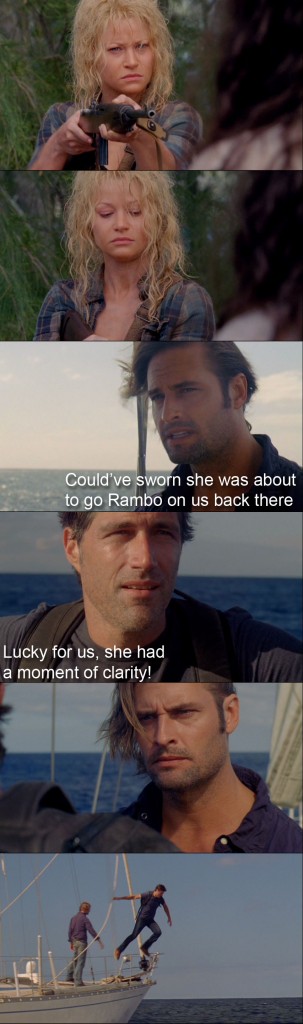 Could've sworn she was about
to go Rambo on us back there
Lucky for us, she had
a moment of clarity!